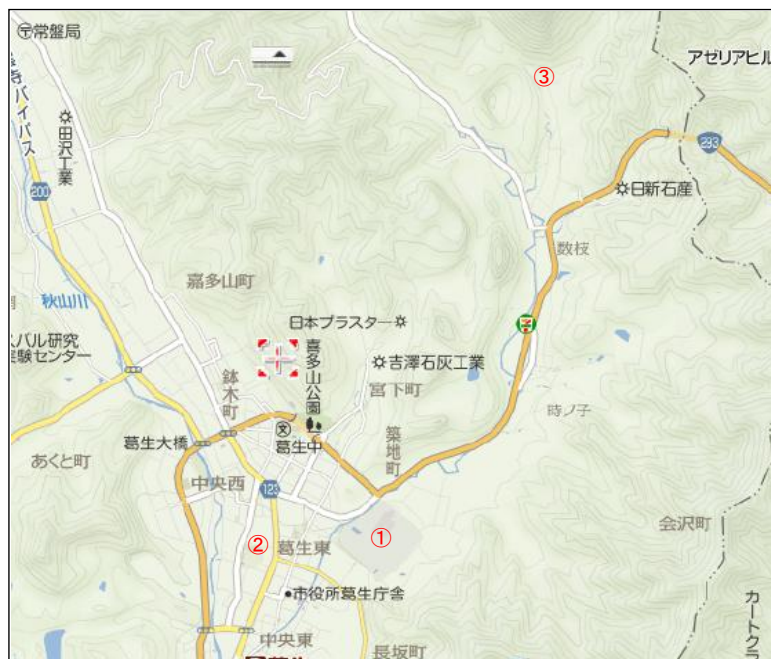 〒常盤局
アゼリアヒル
③
寺バイパス
田沢工業
293
200
日新石産
数枝
嘉多山町
秋山川
日本プラスター
スバル研究
実験センター
喜多山公園
吉澤石灰工業
宮下町
鉢木町
時ノ子
葛生大橋
文
葛生中
築地町
あくと町
中央西
123
会沢町
①
②
葛生東
市役所葛生庁舎
カートクラ
中央東
長坂町
葛生